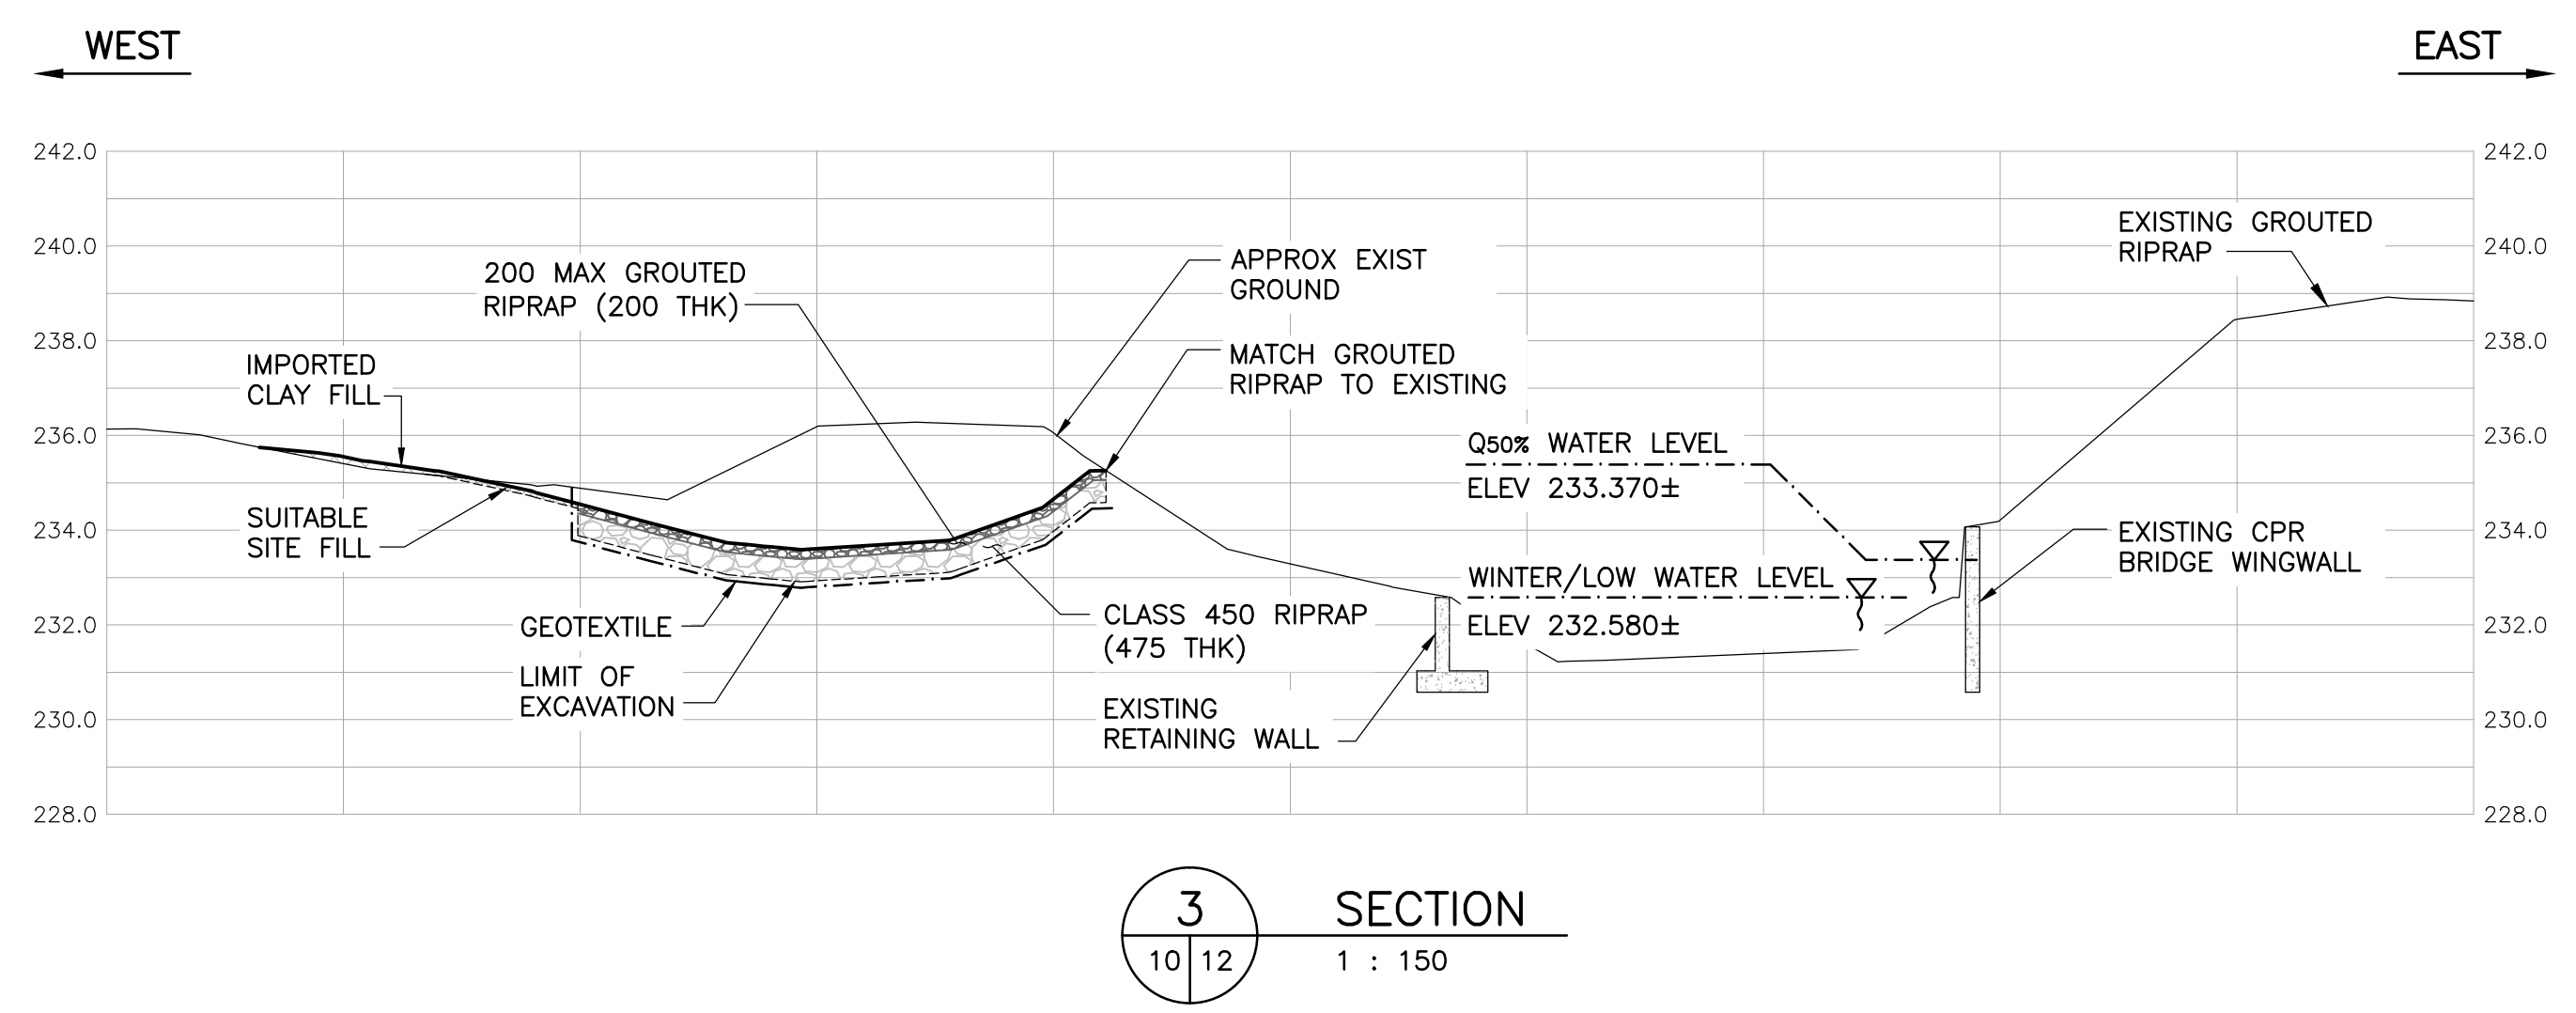 WEST
EAST
242.0
242.0
EXISTING GROUTED
RIPRAP
240.0
240.0
200 MAX GROUTED
RIPRAP (200 THK)
APPROX EXIST
GROUND
238.0
238.0
IMPORTED
CLAY FILL
MATCH GROUTED
RIPRAP TO EXISTING
236.0
236.0
Q50% WATER LEVEL
ELEV 233.370±
SUITABLE
SITE FILL
234.0
234.0
EXISTING CPR
BRIDGE WINGWALL
WINTER/LOW WATER LEVEL
ELEV 232.580±
232.0
232.0
GEOTEXTILE
CLASS 450 RIPRAP
(475 THK)
LIMIT OF
EXCAVATION
EXISTING
RETAINING WALL
230.0
230.0
228.0
228.0
3
10 12
SECTION
1 : 150